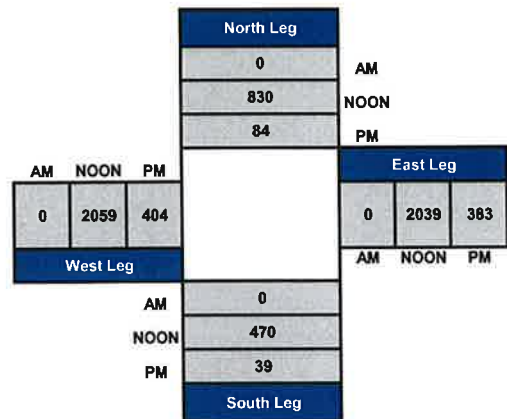 North Leg
0 AM
830 NOON
84 PM
AM NOON PM
East Leg
0 2059 404
0 2039 383
West Leg
AM NOON PM
AM 0
NOON 470
PM 39
South Leg